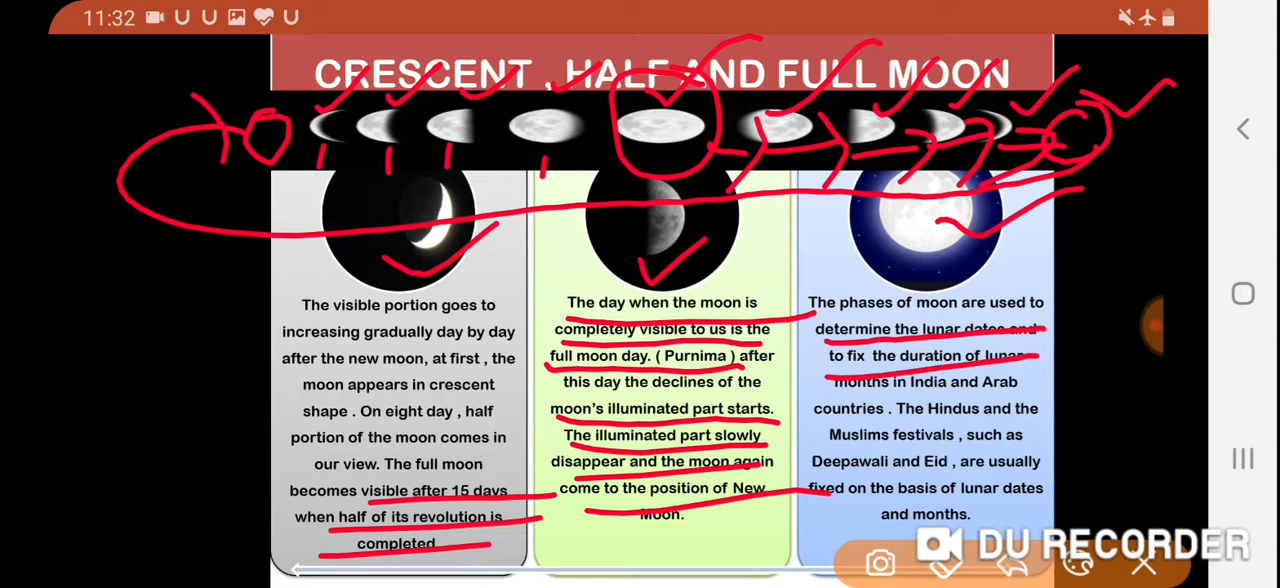 11:32
CRESCENT , HALF AND FULL MOON
The visible portion goes to
increasing gradually day by day
after the new moon, at first , the
moon appears in crescent
shape . On eight day , half
portion of the moon comes in
our view. The full moon
becomes visible after 15 days
when half of its revolution is
completed
The day when the moon is
completely visible to us is the
full moon day. ( Purnima ) after
this day the declines of the
moon's illuminated part starts.
The illuminated part slowly
disappear and the moon again
come to the position of New
Moon.
The phases of moon are used to
determine the lunar dates and
to fix the duration of lunar
months in India and Arab
countries . The Hindus and the
Muslims festivals , such as
Deepawali and Eid , are usually
fixed on the basis of lunar dates
and months.
DU RECORDER